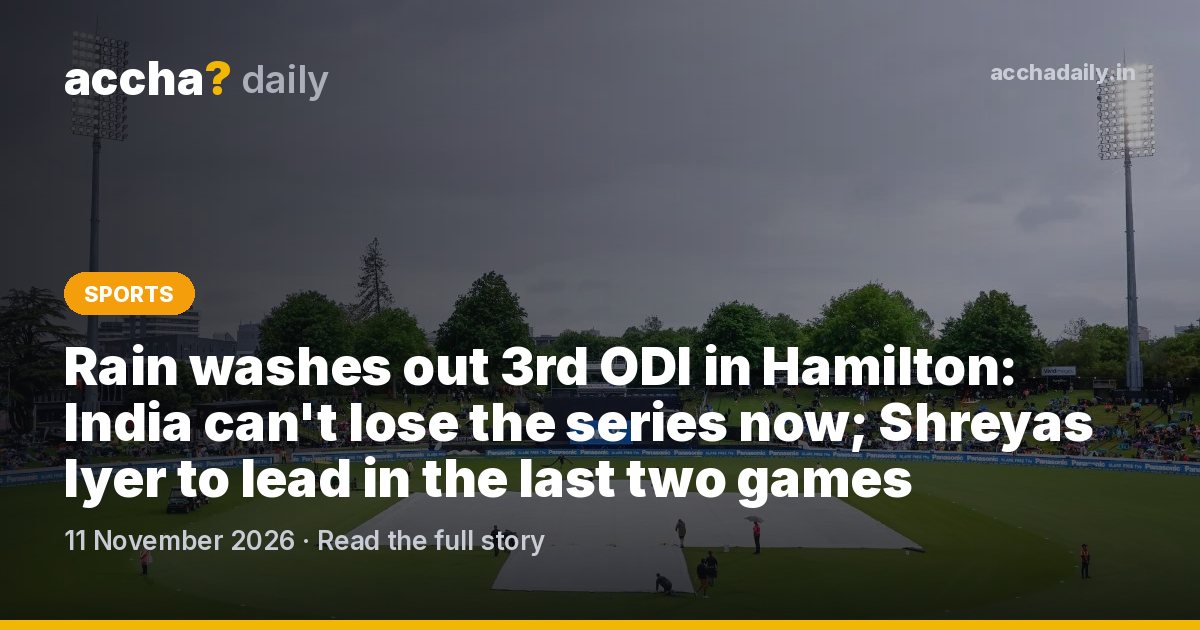 accha? daily
acchadaily.in
SPORTS
Rain washes out 3rd ODI in Hamilton:
India can't lose the series now; Shreyas
Iyer to lead in the last two games
11 November 2026 · Read the full story
Panasonic